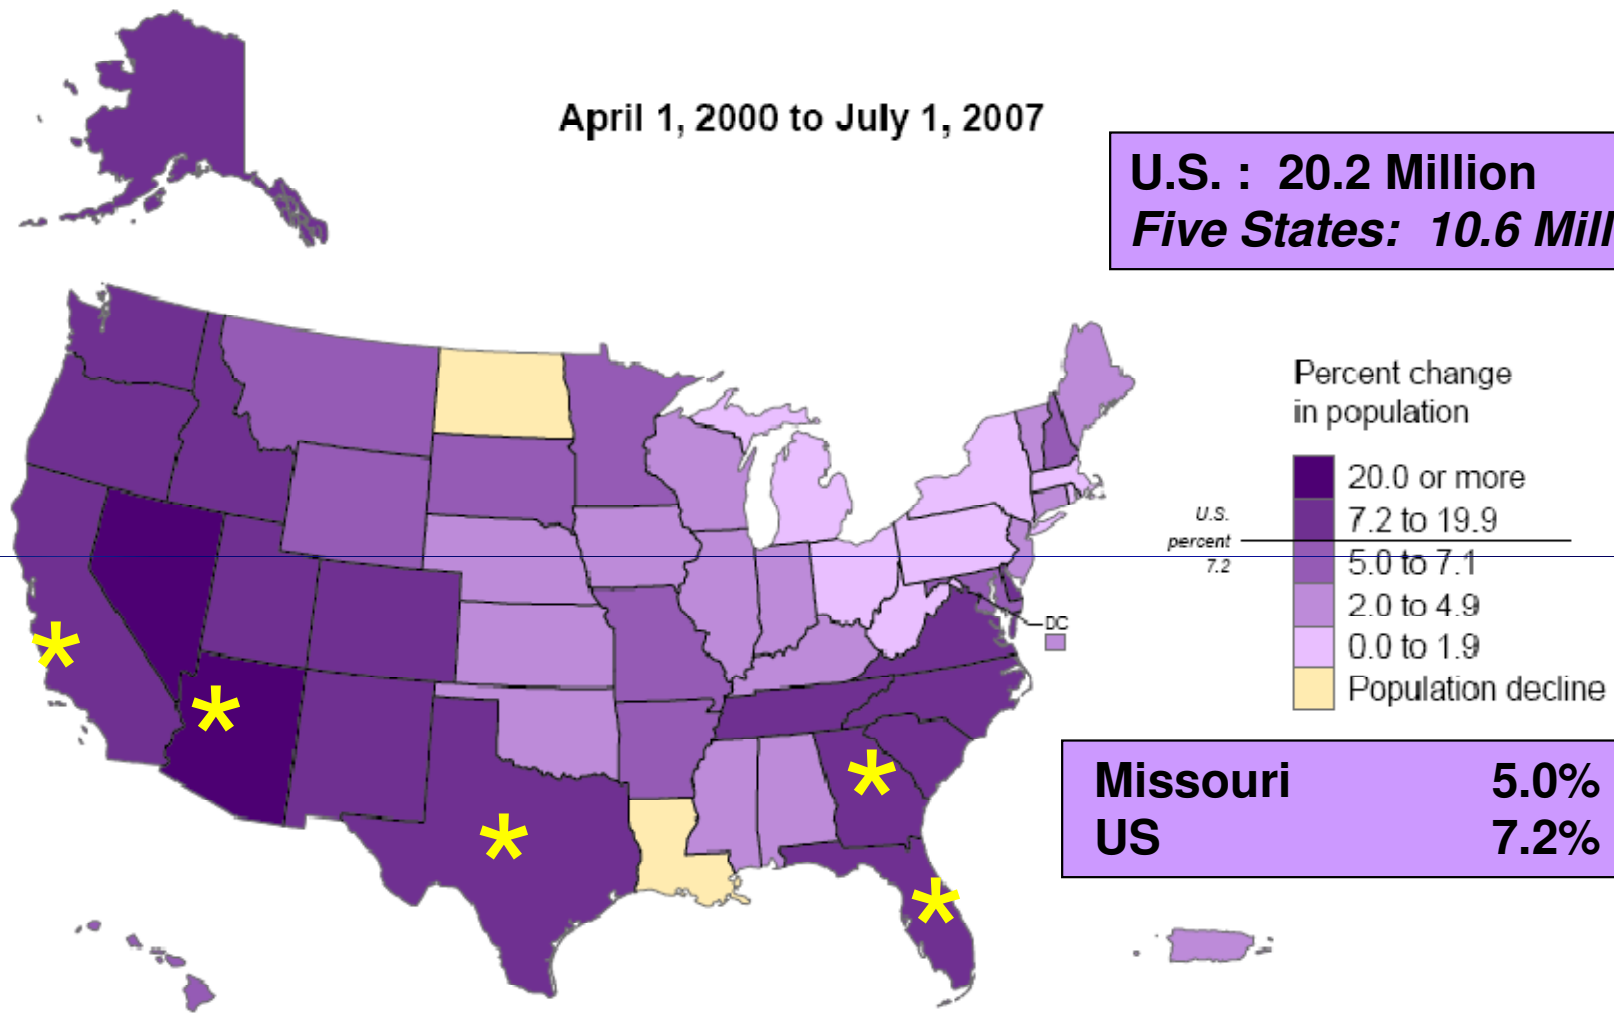 April 1, 2000 to July 1, 2007
U.S. : 20.2 Million
Five States: 10.6 Mill
Percent change
in population
20.0 or more
7.2 to 19.9
U.S.
percent
7.2
5.0 to 7.1
2.0 to 4.9
0.0 to 1.9
Population decline
DC
*
*
*
*
*
Missouri 5.0%
US 7.2%